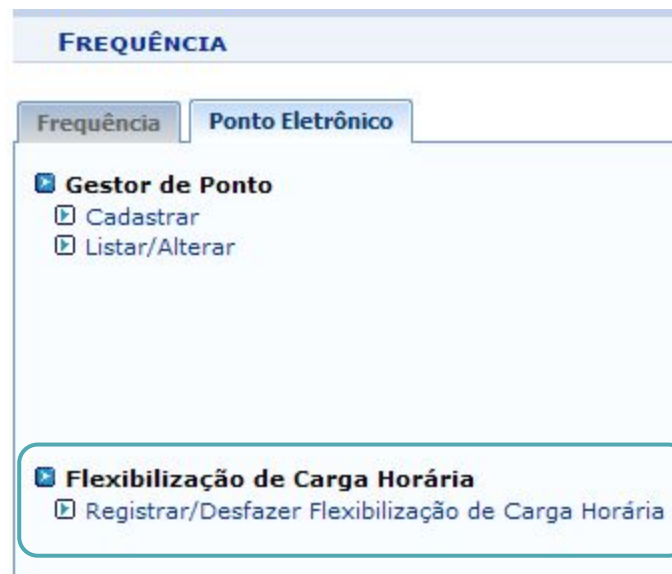 FREQUÊNCIA
Frequência Ponto Eletrônico
Gestor de Ponto
Cadastrar
Listar/Alterar
Flexibilização de Carga Horária
Registrar/Desfazer Flexibilização de Carga Horária